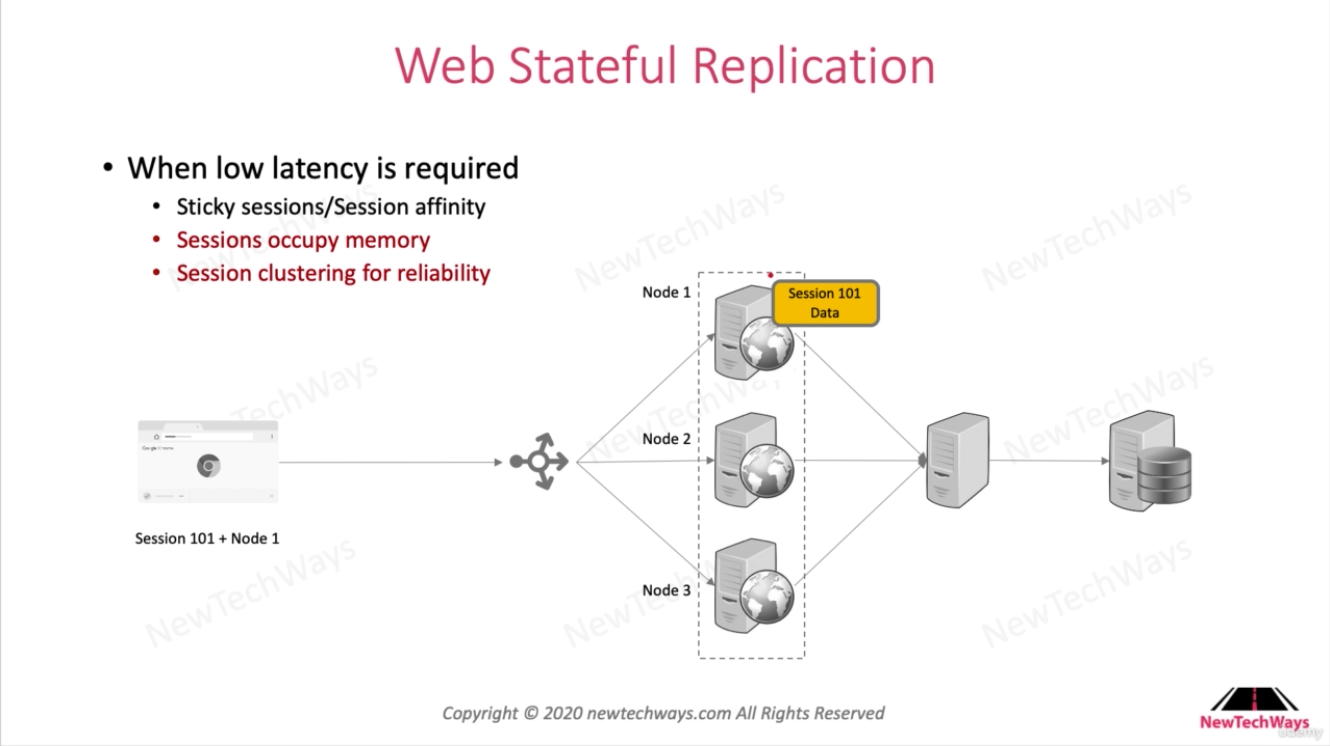 Web Stateful Replication
• When low latency is required
• Sticky sessions/Session affinity
• Sessions occupy memory
• Session clustering for reliability
Node 1
Session 101
Data
Node 2
Node 3
Session 101 + Node 1
NewTechWays
NewTechWays
NewTechWays
TechWays
NewTechWays
NewTechWays
NewTechWays
NewTechWays
NewTechWays
NewTechWays
Copyright © 2020 newtechways.com All Rights Reserved
NewTechWays
udemy